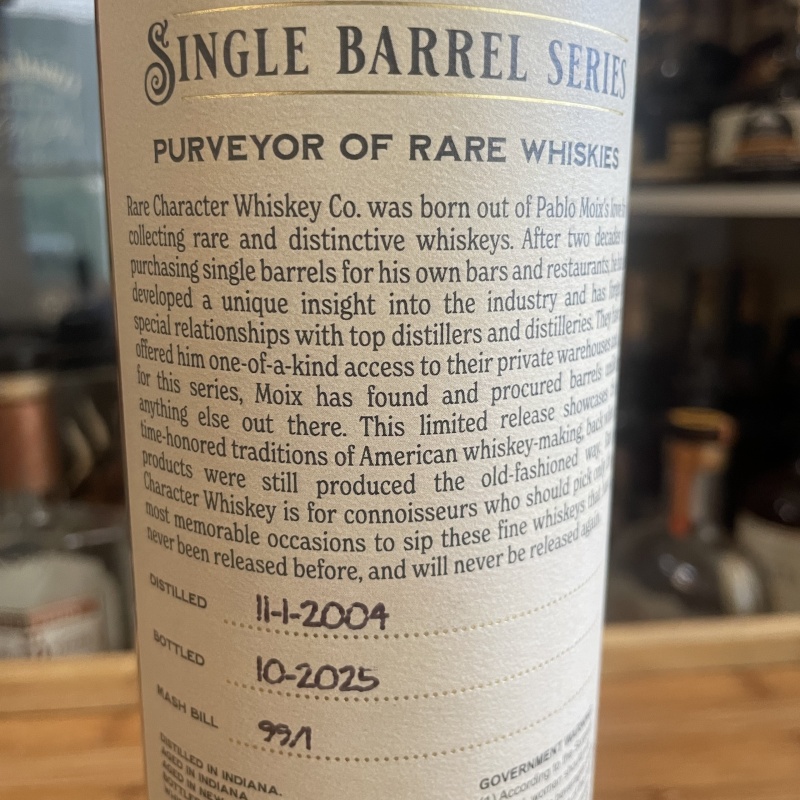 SINGLE BARREL SERIES
PURVEYOR OF RARE WHISKIES
Rare Character Whiskey Co. was born out of Pablo Moix's
collecting rare and distinctive whiskeys. After two
purchasing single barrels for his own bars and restaurants,
developed a unique insight into the industry and has
special relationships with top distillers and distilleries. They
offered him one-of-a-kind access to their private warehouses
for this series, Moix has found and procured barrels
anything else out there. This limited release showcases
time-honored traditions of American whiskey-making,
products were still produced the old-fashioned way.
Character Whiskey is for connoisseurs who should pick
most memorable occasions to sip these fine whiskeys
never been released before, and will never be released again.
DISTILLED 11-1-2004
BOTTLED 10-2025
MASH BILL 99/1
DISTILLED IN INDIANA.
AGED IN INDIANA.
AGED IN
GOVERNMENT
According to the
women